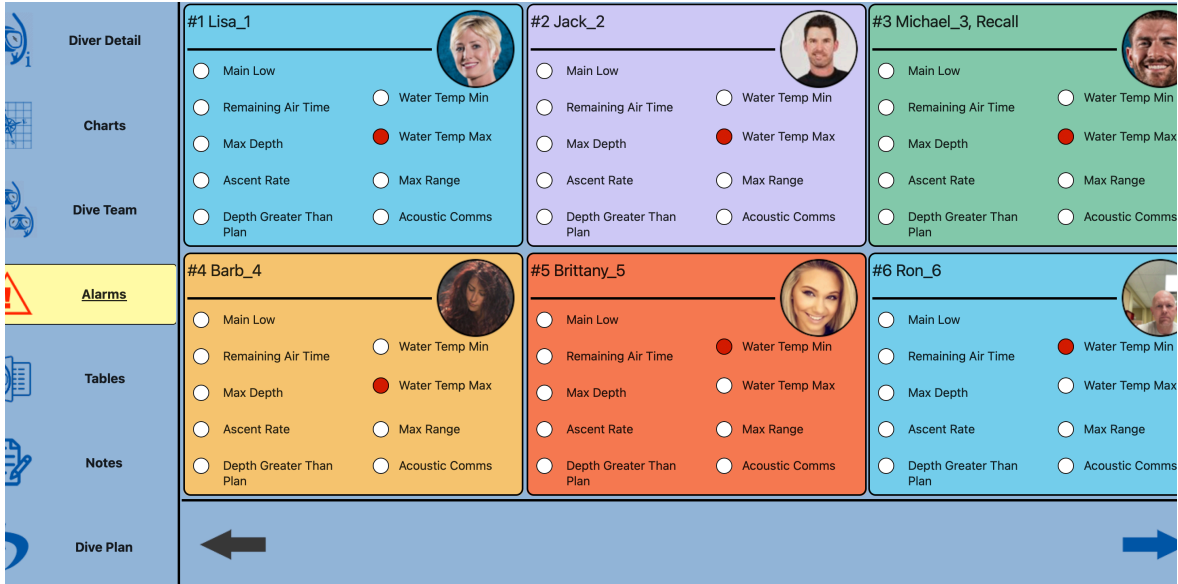 Diver Detail
Charts
Dive Team
Alarms
Tables
Notes
Dive Plan
#1 Lisa_1
Main Low
Remaining Air Time
Max Depth
Ascent Rate
Depth Greater Than
Plan
Water Temp Min
Water Temp Max
Max Range
Acoustic Comms
#2 Jack_2
Main Low
Remaining Air Time
Max Depth
Ascent Rate
Depth Greater Than
Plan
Water Temp Min
Water Temp Max
Max Range
Acoustic Comms
#3 Michael_3, Recall
Main Low
Remaining Air Time
Max Depth
Ascent Rate
Depth Greater Than
Plan
Water Temp Min
Water Temp Max
Max Range
Acoustic Comms
#4 Barb_4
Main Low
Remaining Air Time
Max Depth
Ascent Rate
Depth Greater Than
Plan
Water Temp Min
Water Temp Max
Max Range
Acoustic Comms
#5 Brittany_5
Main Low
Remaining Air Time
Max Depth
Ascent Rate
Depth Greater Than
Plan
Water Temp Min
Water Temp Max
Max Range
Acoustic Comms
#6 Ron_6
Main Low
Remaining Air Time
Max Depth
Ascent Rate
Depth Greater Than
Plan
Water Temp Min
Water Temp Max
Max Range
Acoustic Comms